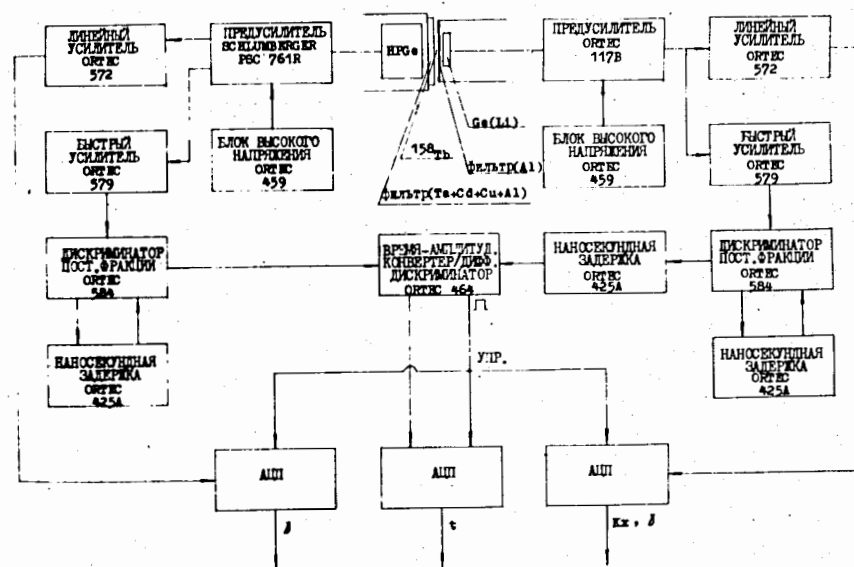 ЛИНЕЙНЫЙ
УСИЛИТЕЛЬ
ORTEC
572
ПРЕДУСИЛИТЕЛЬ
SCHLUMBERGER
PSC 761R
HPGe
ПРЕДУСИЛИТЕЛЬ
ORTEC
117B
ЛИНЕЙНЫЙ
УСИЛИТЕЛЬ
ORTEC
572
Ge(Li)
БЫСТРЫЙ
УСИЛИТЕЛЬ
ORTEC
579
БЛОК ВЫСОКОГО
НАПРЯЖЕНИЯ
ORTEC
459
158Tb
фильтр(Al)
фильтр(Ta+Cd+Cu+Al)
БЛОК ВЫСОКОГО
НАПРЯЖЕНИЯ
ORTEC
459
БЫСТРЫЙ
УСИЛИТЕЛЬ
ORTEC
579
ДИСКРИМИНАТОР
ПОСТ.ФРАКЦИИ
ORTEC
584
ВРЕМЯ-АМПЛИТУД.
КОНВЕРТЕР/ДИФФ.
ДИСКРИМИНАТОР
ORTEC 464
НАНОСЕКУНДНАЯ
ЗАДЕРЖКА
ORTEC
425A
ДИСКРИМИНАТОР
ПОСТ.ФРАКЦИИ
ORTEC
584
НАНОСЕКУНДНАЯ
ЗАДЕРЖКА
ORTEC
425A
УПР.
НАНОСЕКУНДНАЯ
ЗАДЕРЖКА
ORTEC
425A
АЦП
АЦП
АЦП
γ
t
Kx, γ